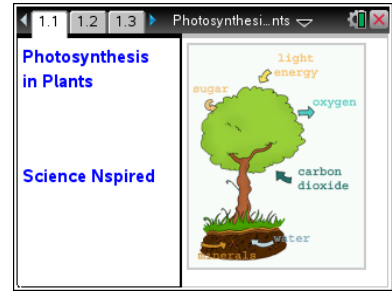 1.1 1.2 1.3 Photosynthesi...nts
Photosynthesis
in Plants
Science Nspired
light
energy
sugar
oxygen
carbon
dioxide
water
minerals